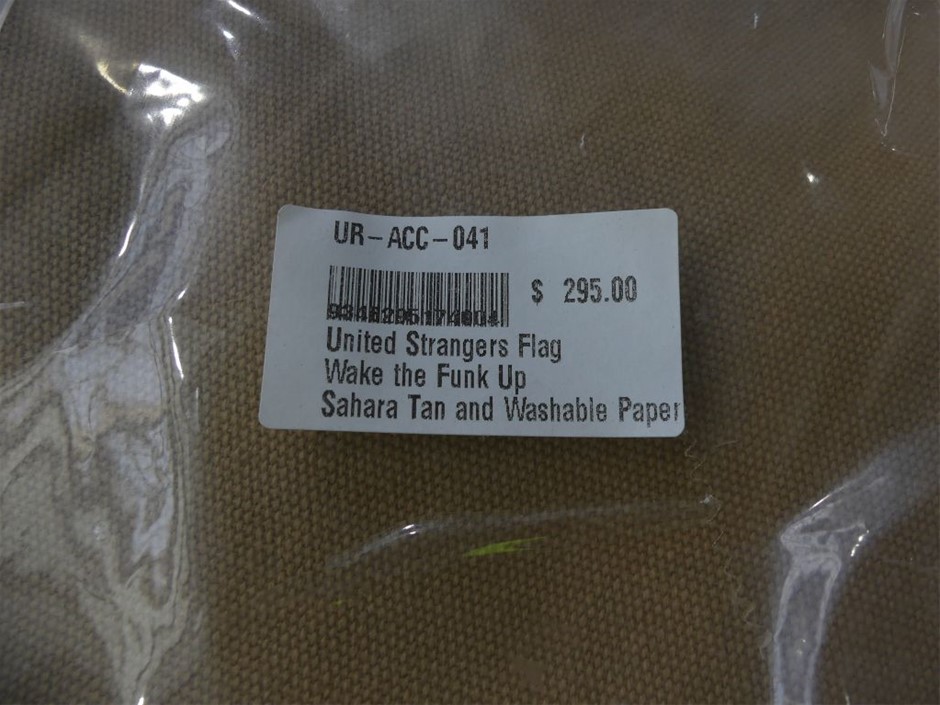 UR-ACC-041
$ 295.00
United Strangers Flag
Wake the Funk Up
Sahara Tan and Washable Paper